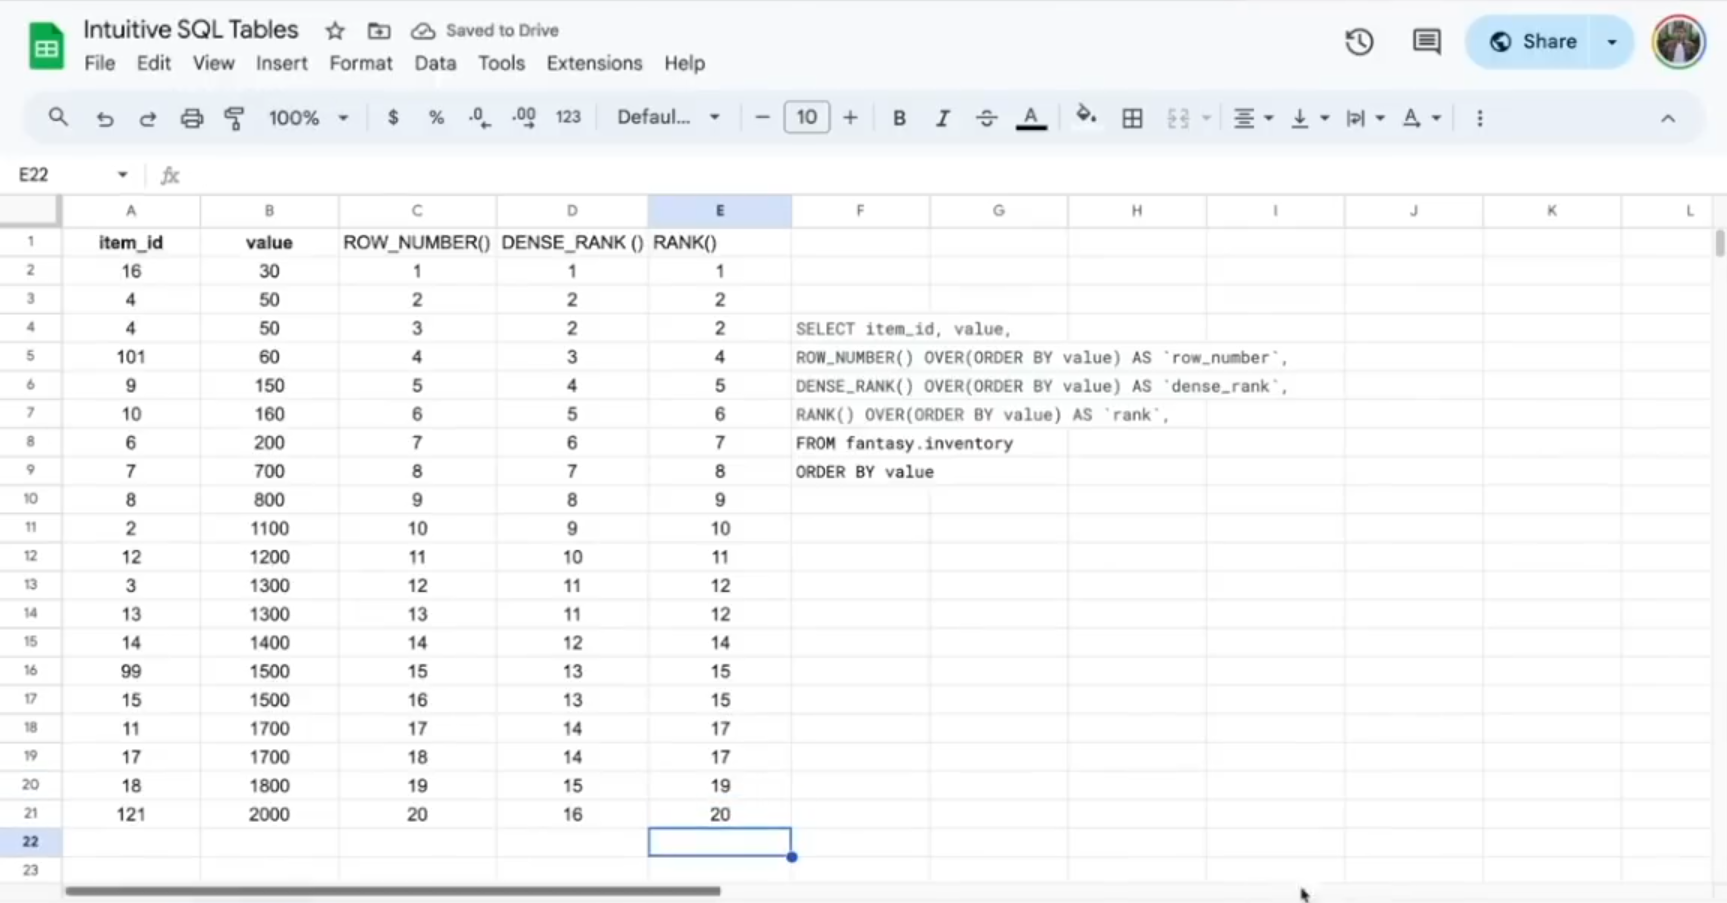 Intuitive SQL Tables Saved to Drive
File Edit View Insert Format Data Tools Extensions Help
Share
100% $ % .0 .00 123 Defaul... 10 B I A A
E22 fx
A B C D E F G H I J K L
1 item_id value ROW_NUMBER() DENSE_RANK () RANK()
2 16 30 1 1 1
3 4 50 2 2 2
4 4 50 3 2 2 SELECT item_id, value,
5 101 60 4 3 4 ROW_NUMBER() OVER(ORDER BY value) AS `row_number`,
6 9 150 5 4 5 DENSE_RANK() OVER(ORDER BY value) AS `dense_rank`,
7 10 160 6 5 6 RANK() OVER(ORDER BY value) AS `rank`,
8 6 200 7 6 7 FROM fantasy.inventory
9 7 700 8 7 8 ORDER BY value
10 8 800 9 8 9
11 2 1100 10 9 10
12 12 1200 11 10 11
13 3 1300 12 11 12
14 13 1300 13 11 12
15 14 1400 14 12 14
16 99 1500 15 13 15
17 15 1500 16 13 15
18 11 1700 17 14 17
19 17 1700 18 14 17
20 18 1800 19 15 19
21 121 2000 20 16 20
22
23